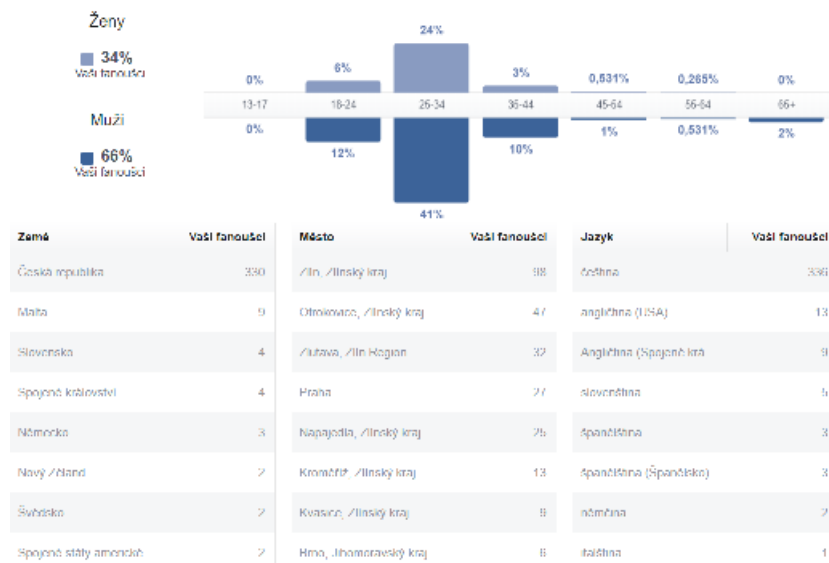 Ženy
34%
Vaši fanoušci
24%
6%
3%
0%
0,531%
0,265%
0%
13-17 18-24 25-34 35-44 45-54 55-64 65+
Muži
66%
Vaši fanoušci
0%
12%
41%
10%
1%
0,531%
2%
Země Vaši fanoušci Město Vaši fanoušci Jazyk Vaši fanoušci
Česká republika 330 Zlín, Zlínský kraj 98 čeština 336
Malta 9 Otrokovice, Zlínský kraj 47 angličtina (USA) 13
Slovensko 4 Žlutava, Zlín Region 32 Angličtina (Spojené krá 9
Spojené království 4 Praha 27 slovenština 5
Německo 3 Napajedla, Zlínský kraj 25 španělština 3
Nový Zéland 2 Kroměříž, Zlínský kraj 13 španělština (Španělsko) 3
Švédsko 2 Kvasice, Zlínský kraj 9 němčina 2
Spojené státy americké 2 Brno, Jihomoravský kraj 6 italština 1